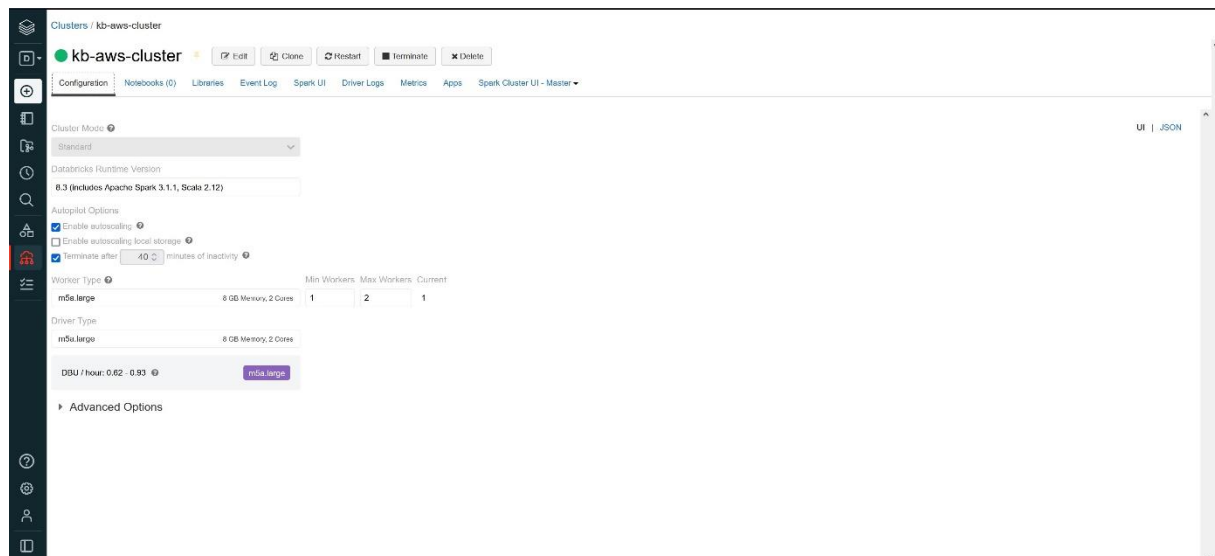 Clusters / kb-aws-cluster
D
kb-aws-cluster Edit Clone Restart Terminate Delete
Configuration Notebooks (0) Libraries Event Log Spark UI Driver Logs Metrics Apps Spark Cluster UI - Master
Cluster Mode
UI | JSON
Standard
Databricks Runtime Version
8.3 (includes Apache Spark 3.1.1, Scala 2.12)
Autopilot Options
Enable autoscaling
Enable autoscaling local storage
Terminate after 40 minutes of inactivity
Worker Type Min Workers Max Workers Current
m5a.large 8 GB Memory, 2 Cores 1 2 1
Driver Type
m5a.large 8 GB Memory, 2 Cores
DBU / hour: 0.62 - 0.93 m5a.large
Advanced Options